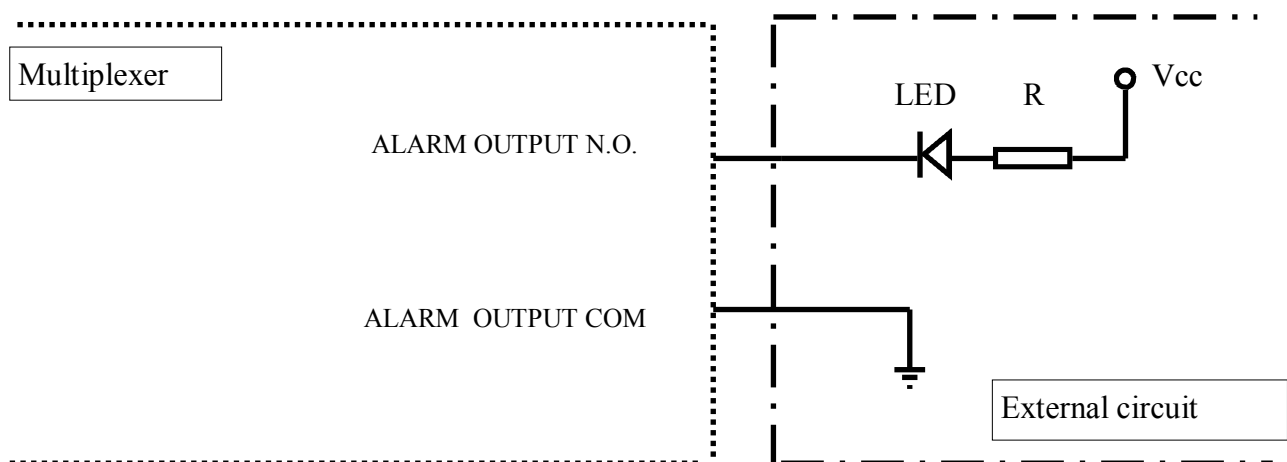 Multiplexer
Vcc
LED R
ALARM OUTPUT N.O.
ALARM OUTPUT COM
External circuit